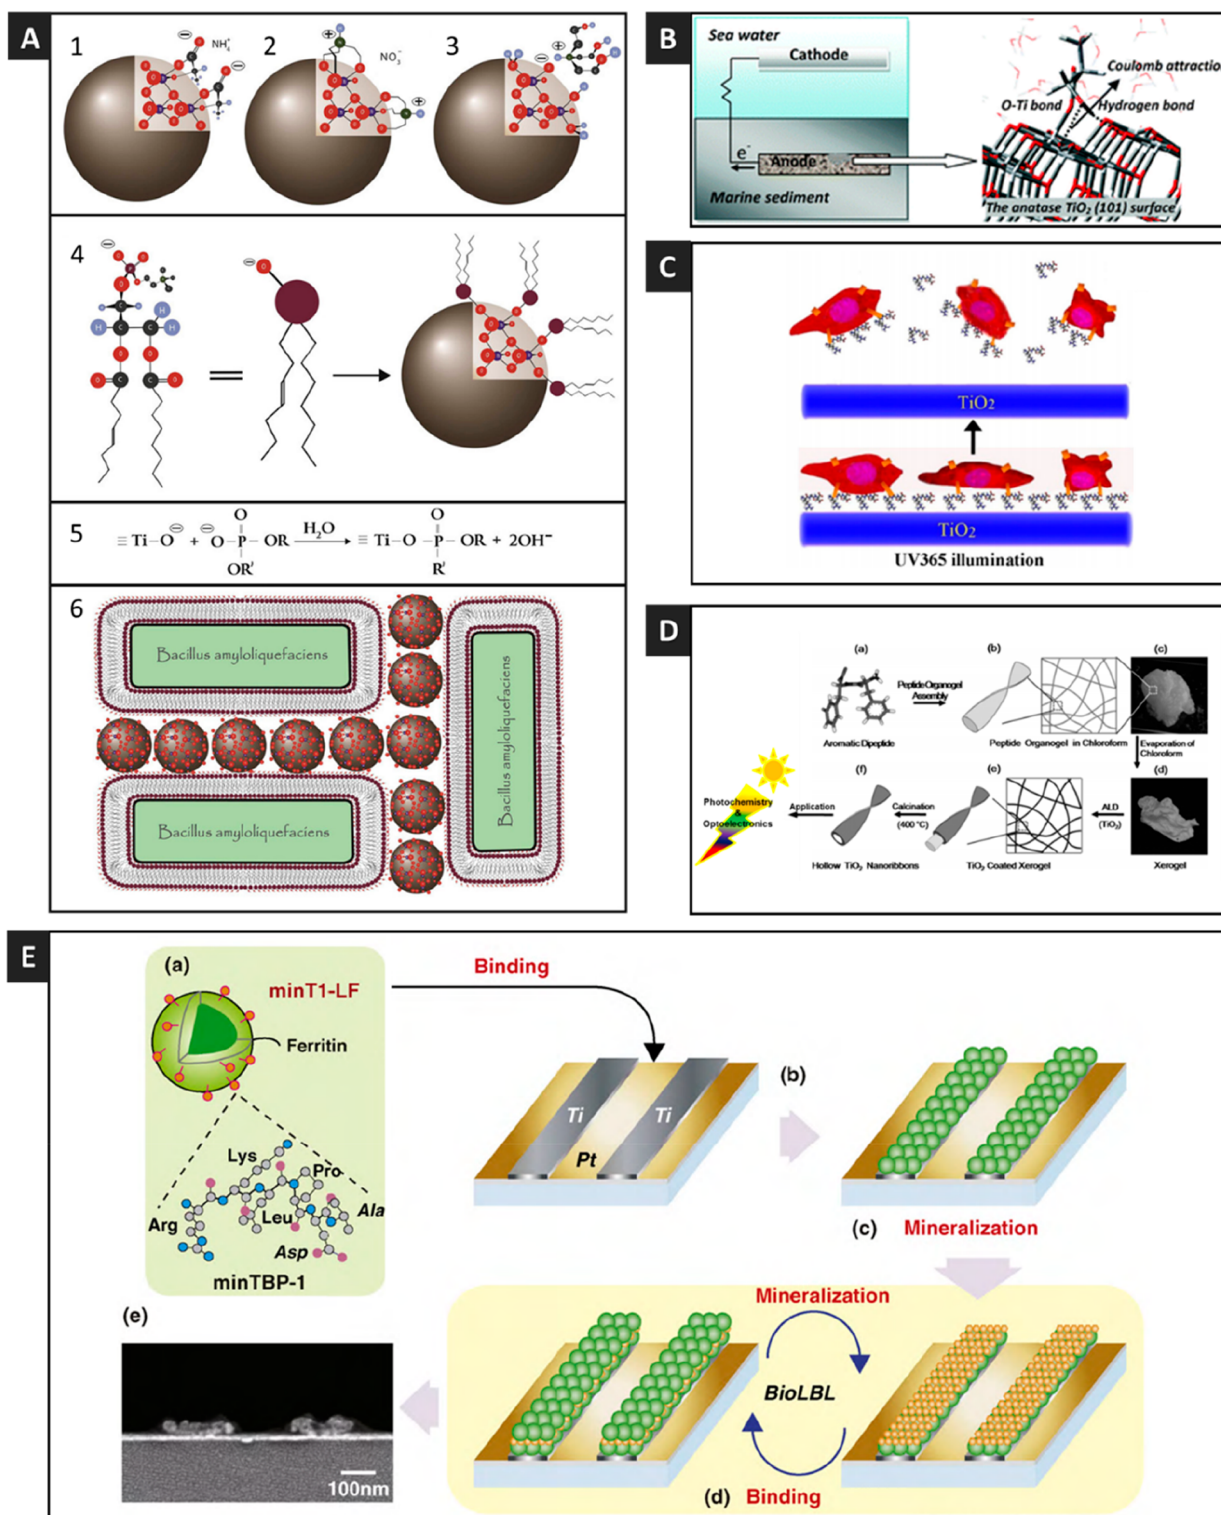 A
1
2
3
NH₄⁺
NO₃⁻
4
H
H
H
C
C
C
O
O
O
O
C
C
5
≡ Ti-O⊖ + ⊖O-P-OR H₂O ≡ Ti-O P-OR + 2OH⁻
O
OR'
O
R'
6
Bacillus amyloliquefaciens
Bacillus amyloliquefaciens
Bacillus amyloliquefaciens
B
Sea water
Cathode
e⁻
Anode
Marine sediment
Coulomb attraction
O-Ti bond
Hydrogen bond
The anatase TiO₂ (101) surface
C
TiO₂
TiO₂
UV365 illumination
D
(a)
(b)
(c)
Peptide Organogel
Assembly
Aromatic Dipeptide
Peptide Organogel in Chloroform
Evaporation of
Chloroform
(f)
(e)
(d)
Photochemistry
&
Optoelectronics
Application
Calcination
(400 °C)
ALD
(TiO₂)
Hollow TiO₂ Nanoribbons
TiO₂ Coated Xerogel
Xerogel
E
(a)
minT1-LF
Ferritin
Lys
Pro
Arg
Leu
Ala
Asp
minTBP-1
Binding
Ti
Ti
Pt
(b)
(c) Mineralization
(e)
100nm
Mineralization
BioLBL
(d) Binding